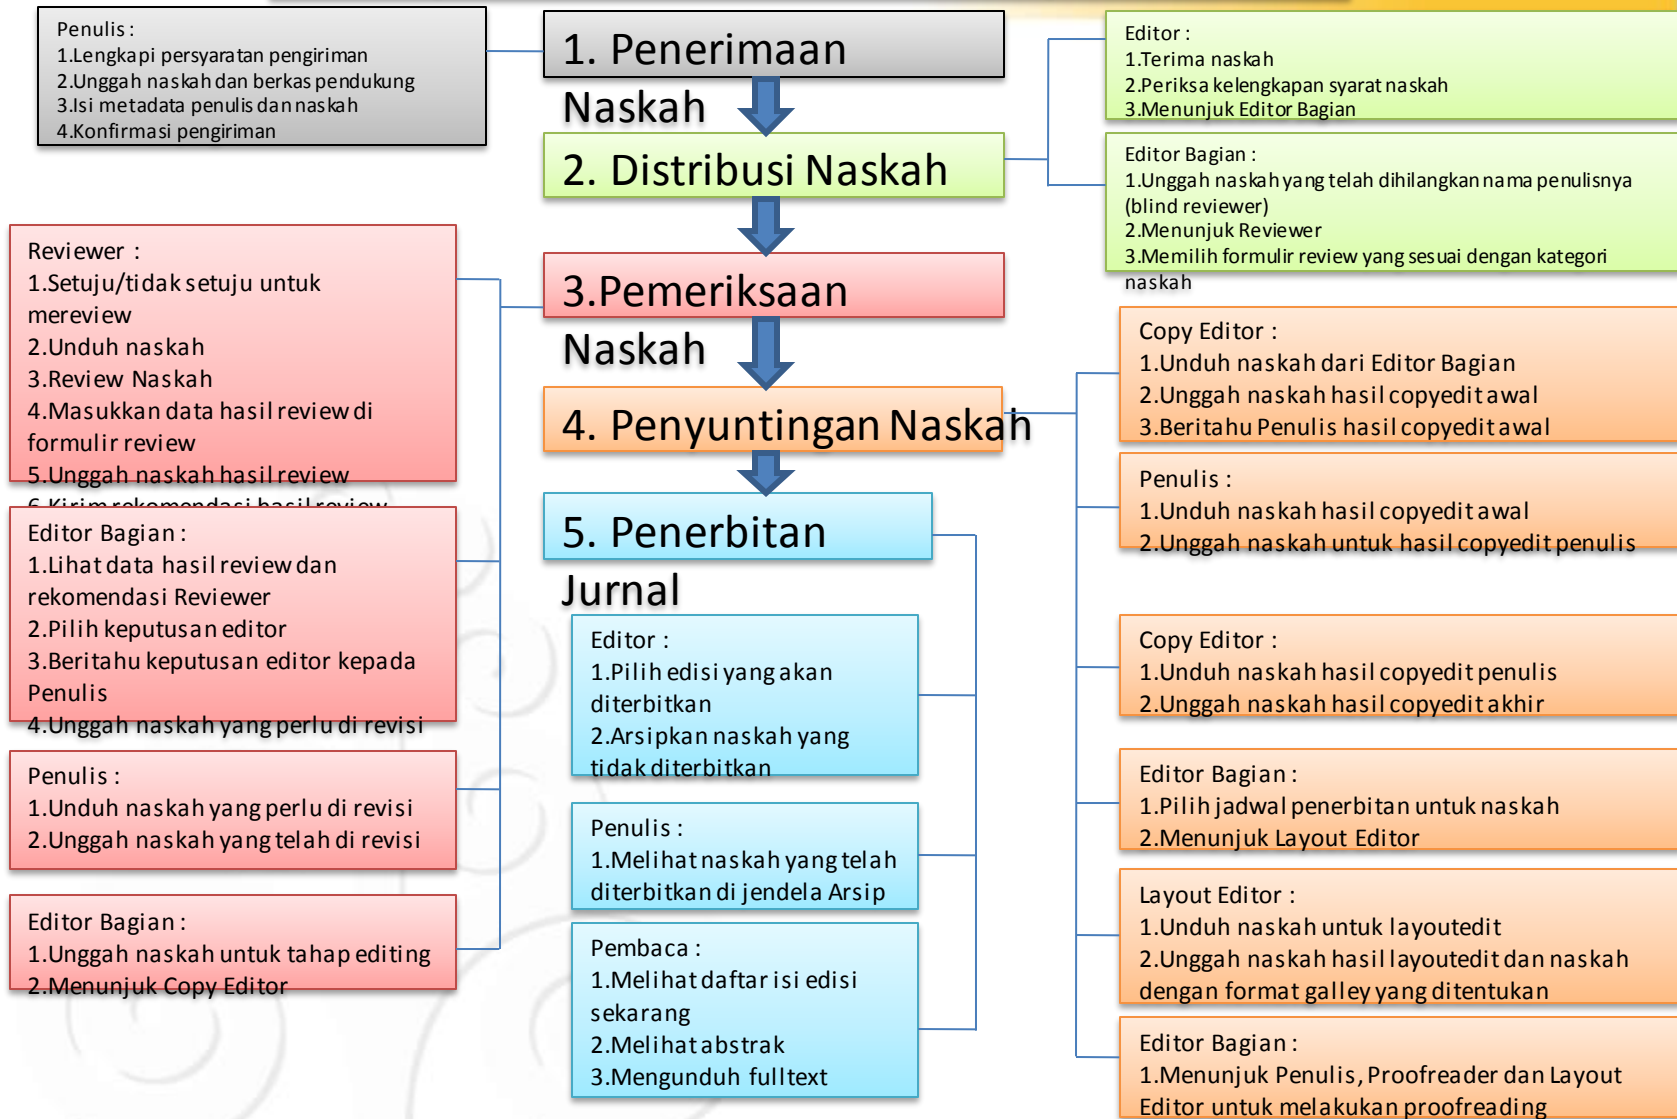 Penulis :
1.Lengkapi persyaratan pengiriman
2.Unggah naskah dan berkas pendukung
3.Isi metadata penulis dan naskah
4.Konfirmasi pengiriman
1. Penerimaan
Naskah
2. Distribusi Naskah
3.Pemeriksaan
Naskah
4. Penyuntingan Naskah
5. Penerbitan
Jurnal
Editor :
1.Terima naskah
2.Periksa kelengkapan syarat naskah
3.Menunjuk Editor Bagian
Editor Bagian :
1.Unggah naskah yang telah dihilangkan nama penulisnya
(blind reviewer)
2.Menunjuk Reviewer
3.Memilih formulir review yang sesuai dengan kategori
naskah
Reviewer :
1.Setuju/tidak setuju untuk
mereview
2.Unduh naskah
3.Review Naskah
4.Masukkan data hasil review di
formulir review
5.Unggah naskah hasil review
6.Kirim rekomendasi hasil review
Editor Bagian :
1.Lihat data hasil review dan
rekomendasi Reviewer
2.Pilih keputusan editor
3.Beritahu keputusan editor kepada
Penulis
4.Unggah naskah yang perlu di revisi
Penulis :
1.Unduh naskah yang perlu di revisi
2.Unggah naskah yang telah di revisi
Editor Bagian :
1.Unggah naskah untuk tahap editing
2.Menunjuk Copy Editor
Copy Editor :
1.Unduh naskah dari Editor Bagian
2.Unggah naskah hasil copyedit awal
3.Beritahu Penulis hasil copyedit awal
Penulis :
1.Unduh naskah hasil copyedit awal
2.Unggah naskah untuk hasil copyedit penulis
Copy Editor :
1.Unduh naskah hasil copyedit penulis
2.Unggah naskah hasil copyedit akhir
Editor Bagian :
1.Pilih jadwal penerbitan untuk naskah
2.Menunjuk Layout Editor
Layout Editor :
1.Unduh naskah untuk layoutedit
2.Unggah naskah hasil layoutedit dan naskah
dengan format galley yang ditentukan
Editor Bagian :
1.Menunjuk Penulis, Proofreader dan Layout
Editor untuk melakukan proofreading
Editor :
1.Pilih edisi yang akan
diterbitkan
2.Arsipkan naskah yang
tidak diterbitkan
Penulis :
1.Melihat naskah yang telah
diterbitkan di jendela Arsip
Pembaca :
1.Melihat daftar isi edisi
sekarang
2.Melihat abstrak
3.Mengunduh fulltext